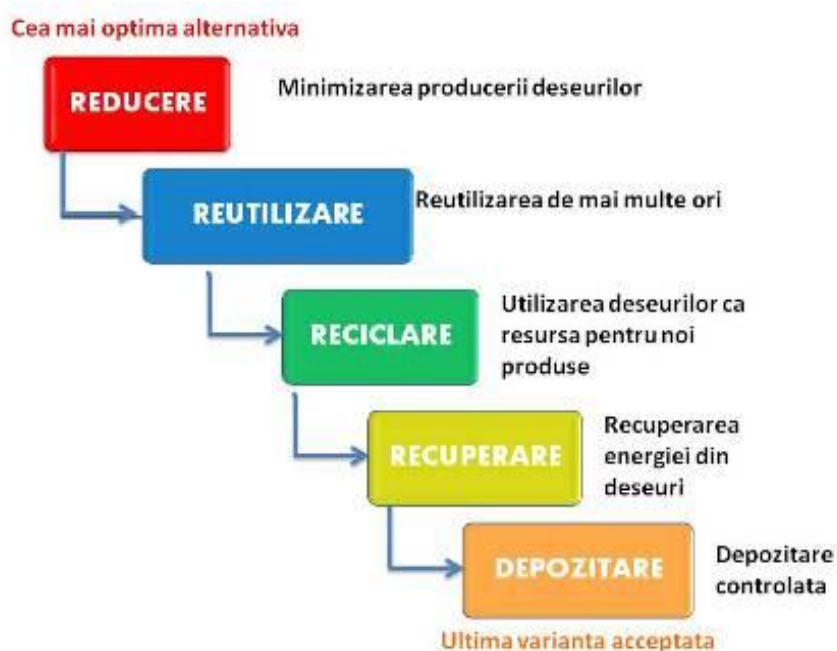 Cea mai optima alternativa
REDUCERE
Minimizarea producerii deseurilor
REUTILIZARE
Reutilizarea de mai multe ori
RECICLARE
Utilizarea deseurilor ca
resursa pentru noi
produse
RECUPERARE
Recuperarea
energiei din
deseuri
DEPOZITARE
Depozitare
controlata
Ultima varianta acceptata